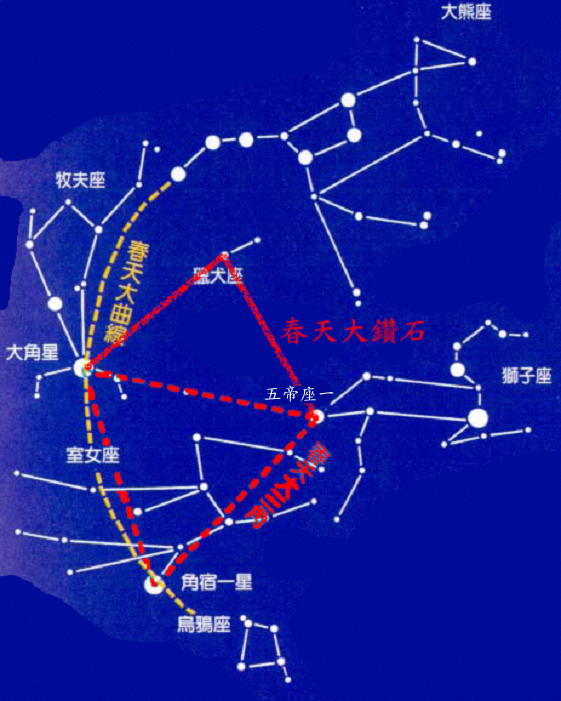 大熊座
牧夫座
春天大曲線
獵犬座
春天大鑽石
大角星
獅子座
五帝座一
室女座
春天大三角
角宿一星
烏鴉座